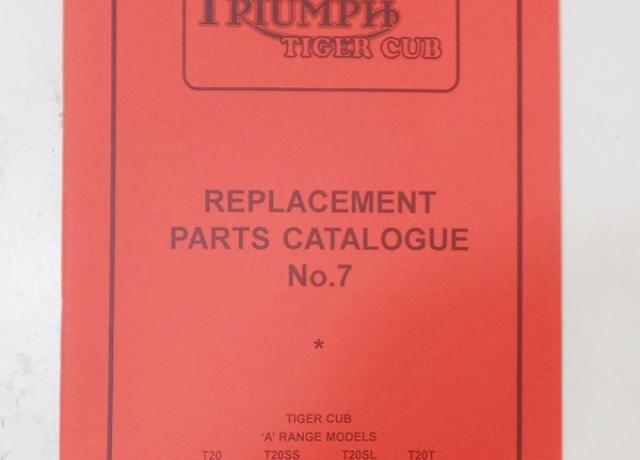 TRIUMPH
TIGER CUB
REPLACEMENT
PARTS CATALOGUE
No.7
*
TIGER CUB
'A' RANGE MODELS
T20 T20SS T20SL T20T